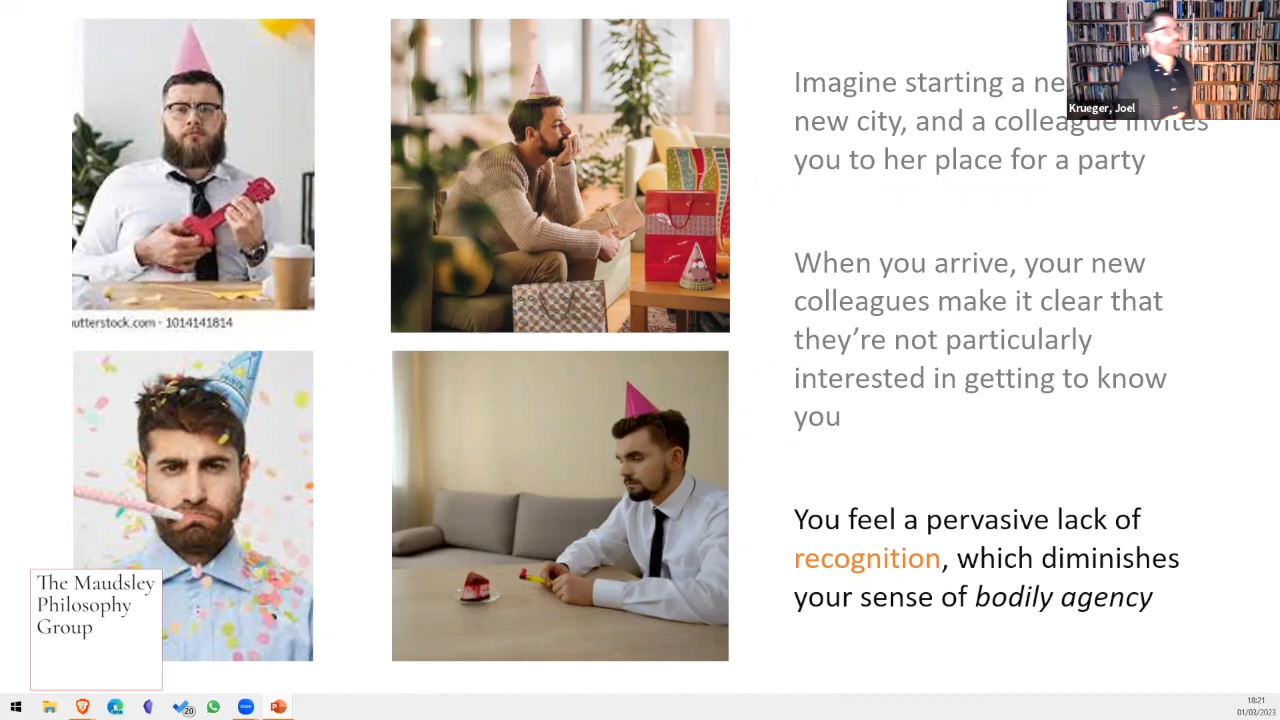 Imagine starting a ne
new city, and a colleague invites
you to her place for a party
When you arrive, your new
colleagues make it clear that
they’re not particularly
interested in getting to know
you
You feel a pervasive lack of
recognition, which diminishes
your sense of bodily agency
Krueger, Joel
utterstock.com · 1014141814
The Maudsley
Philosophy
Group
20
zoom
18:21
01/03/2023